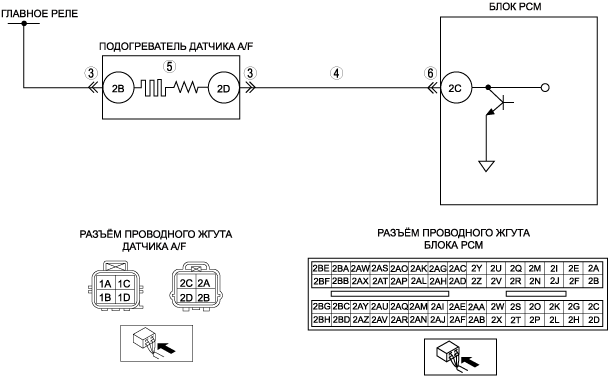 ГЛАВНОЕ РЕЛЕ
БЛОК PCM
ПОДОГРЕВАТЕЛЬ ДАТЧИКА A/F
3 5 3 4 6
2B 2D 2C
РАЗЪЁМ ПРОВОДНОГО ЖГУТА
ДАТЧИКА A/F
1A 1C
1B 1D
2C 2A
2D 2B
РАЗЪЁМ ПРОВОДНОГО ЖГУТА
БЛОКА PCM
2BE 2BA 2AW 2AS 2AO 2AK 2AG 2AC 2Y 2U 2Q 2M 2I 2E 2A
2BF 2BB 2AX 2AT 2AP 2AL 2AH 2AD 2Z 2V 2R 2N 2J 2F 2B
2BG 2BC 2AY 2AU 2AQ 2AM 2AI 2AE 2AA 2W 2S 2O 2K 2G 2C
2BH 2BD 2AZ 2AV 2AR 2AN 2AJ 2AF 2AB 2X 2T 2P 2L 2H 2D